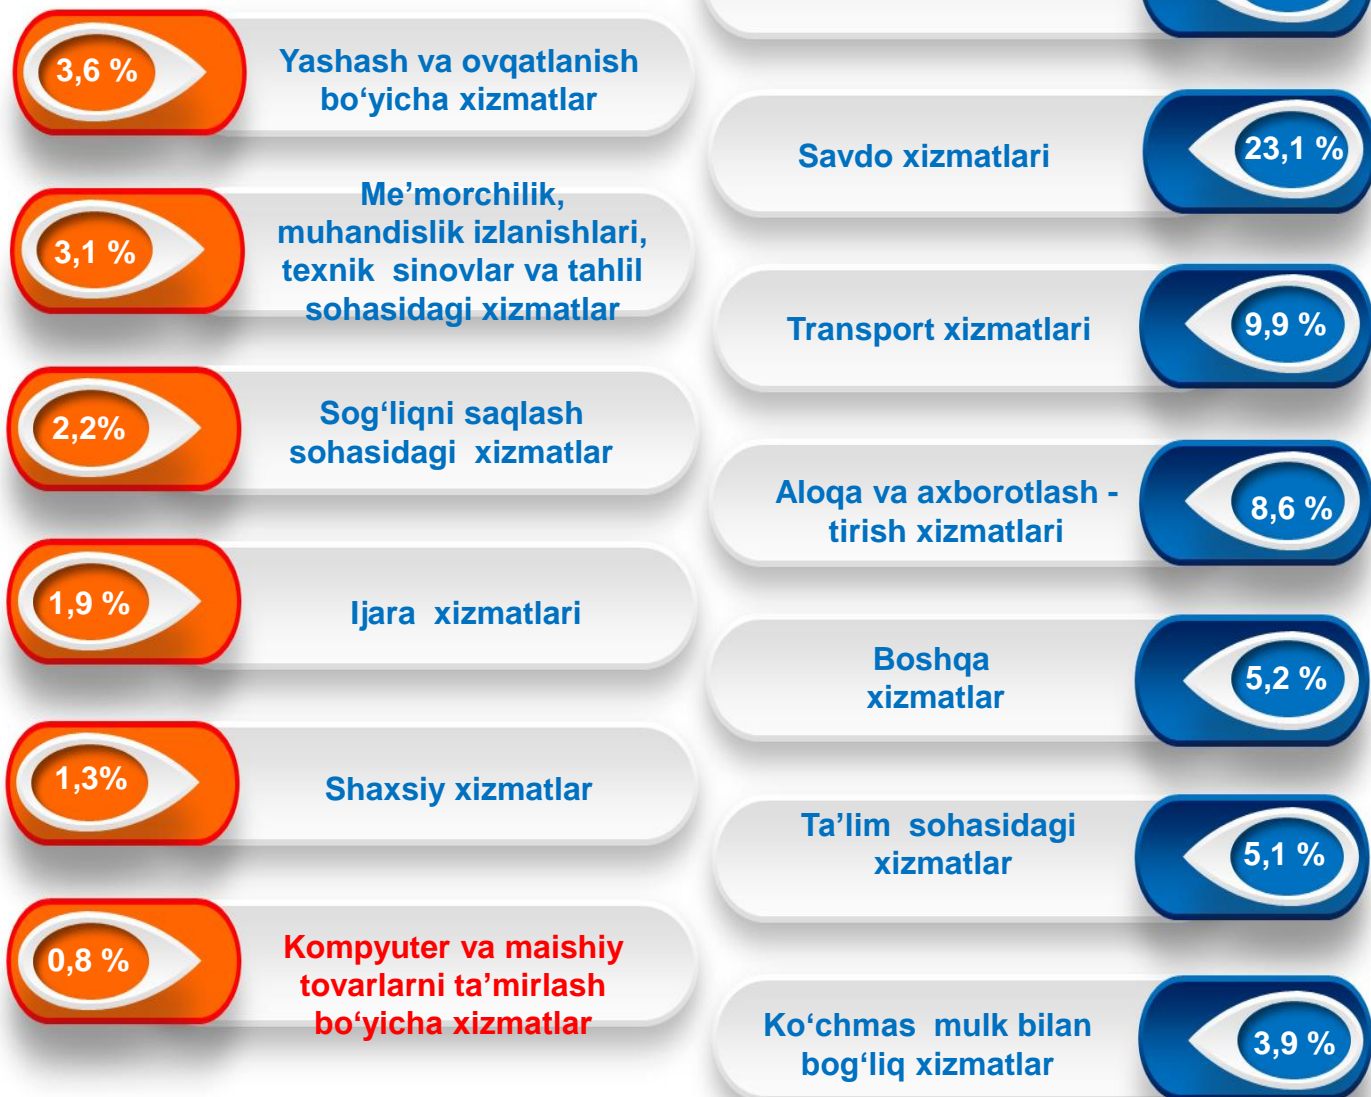 3,6 %
Yashash va ovqatlanish
bo‘yicha xizmatlar
3,1 %
Me’morchilik,
muhandislik izlanishlari,
texnik sinovlar va tahlil
sohasidagi xizmatlar
2,2%
Sog‘liqni saqlash
sohasidagi xizmatlar
1,9 %
Ijara xizmatlari
1,3%
Shaxsiy xizmatlar
0,8 %
Kompyuter va maishiy
tovarlarni ta’mirlash
bo‘yicha xizmatlar
Savdo xizmatlari
23,1 %
Transport xizmatlari
9,9 %
Aloqa va axborotlash -
tirish xizmatlari
8,6 %
Boshqa
xizmatlar
5,2 %
Ta’lim sohasidagi
xizmatlar
5,1 %
Ko‘chmas mulk bilan
bog‘liq xizmatlar
3,9 %